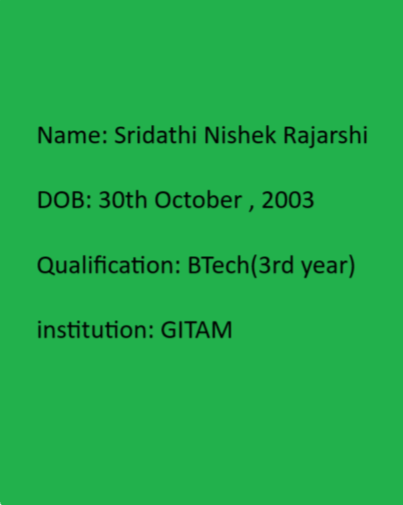 Name: Sridathi Nishek Rajarshi
DOB: 30th October , 2003
Qualification: BTech(3rd year)
institution: GITAM